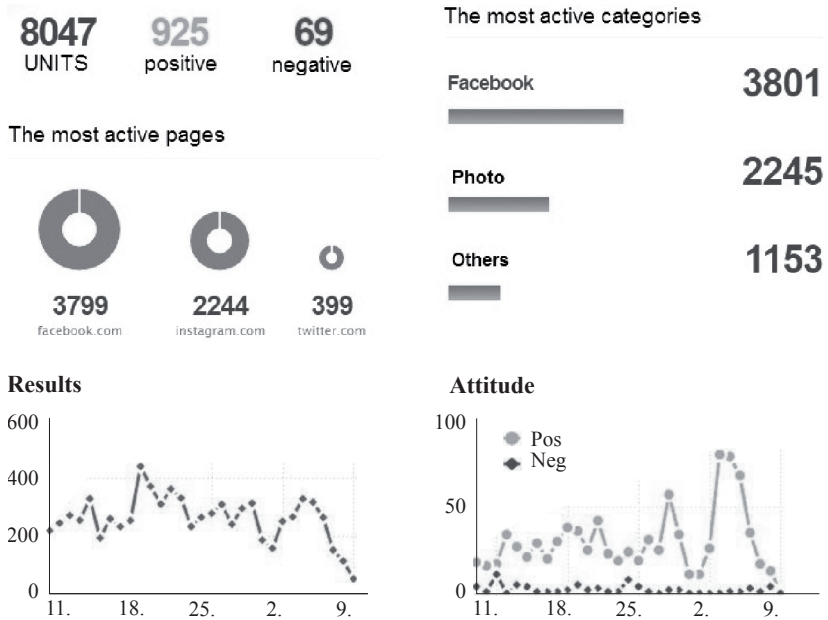 8047 925 69
UNITS positive negative
The most active pages
3799 2244 399
facebook.com instagram.com twitter.com
The most active categories
Facebook 3801
Photo 2245
Others 1153
Results
600
400
200
0
11. 18. 25. 2. 9.
Attitude
100
50
0
Pos
Neg
11. 18. 25. 2. 9.